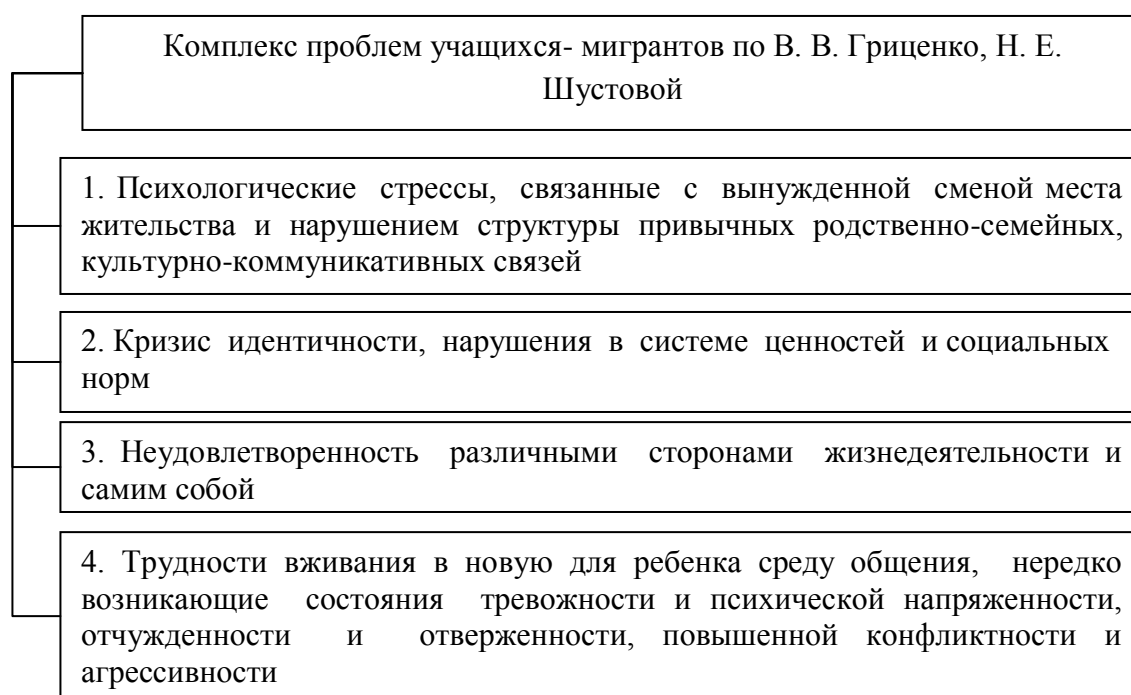 Комплекс проблем учащихся- мигрантов по В. В. Гриценко, Н. Е.
Шустовой
1. Психологические стрессы, связанные с вынужденной сменой места
жительства и нарушением структуры привычных родственно-семейных,
культурно-коммуникативных связей
2. Кризис идентичности, нарушения в системе ценностей и социальных
норм
3. Неудовлетворенность различными сторонами жизнедеятельности и
самим собой
4. Трудности вживания в новую для ребенка среду общения, нередко
возникающие состояния тревожности и психической напряженности,
отчужденности и отверженности, повышенной конфликтности и
агрессивности